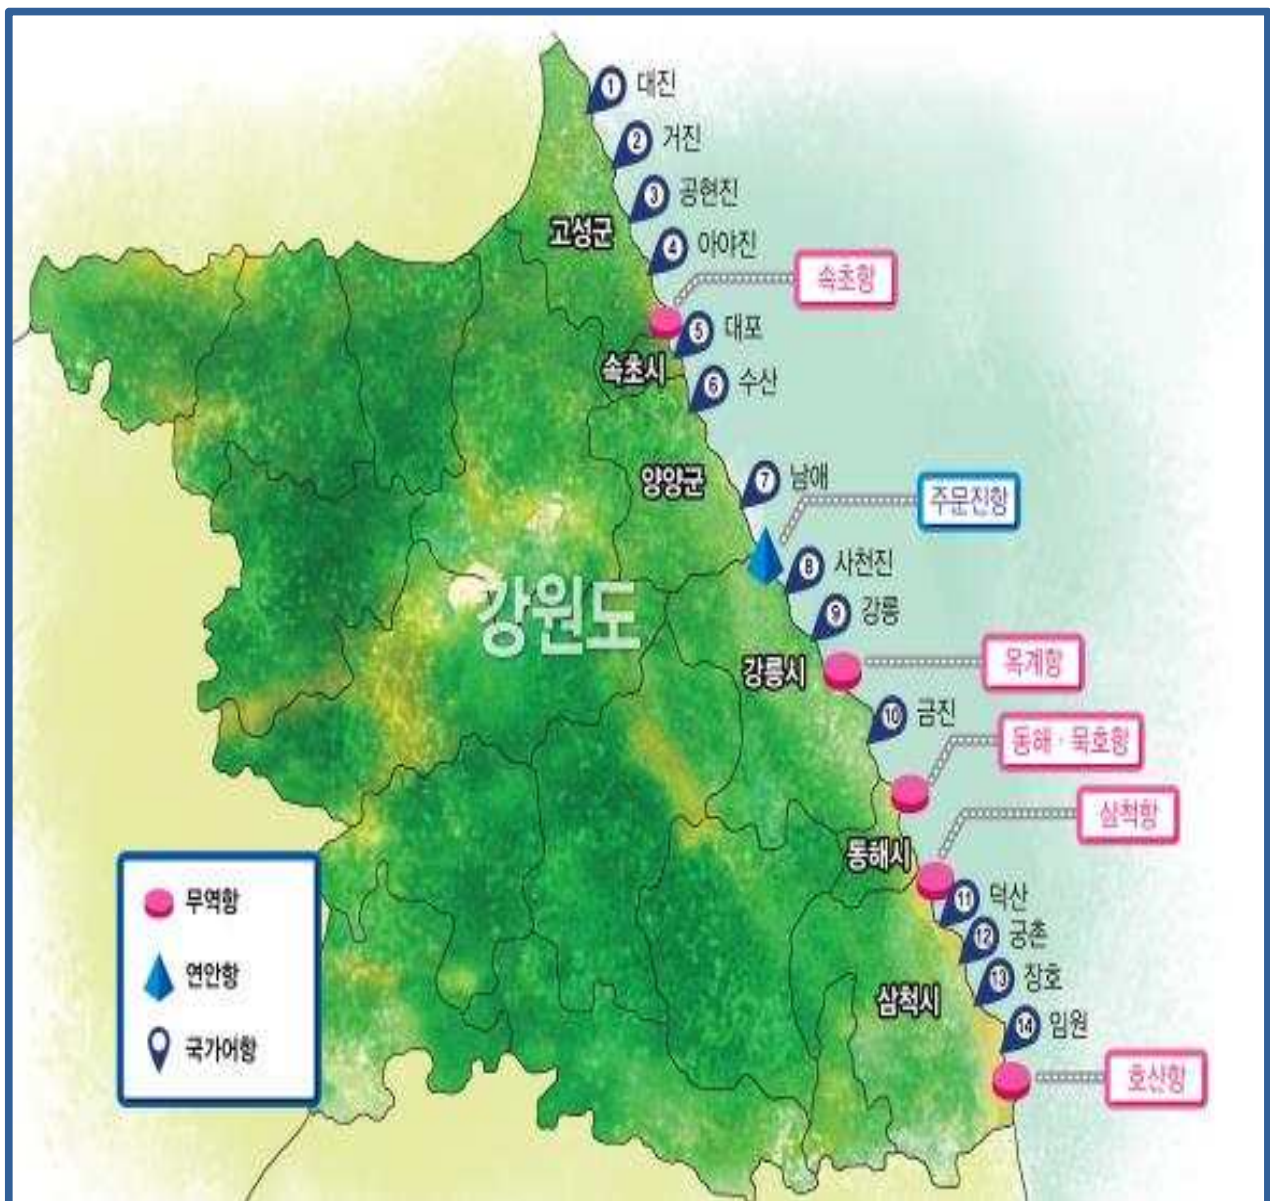 ① 대진
② 거진
③ 공현진
고성군
④ 아야진
속초항
⑤ 대포
속초시
⑥ 수산
양양군
⑦ 남애
주문진항
⑧ 사천진
강원도
⑨ 강릉
강릉시
옥계항
⑩ 금진
동해 · 묵호항
삼척항
동해시
⑪ 덕산
⑫ 궁촌
⑬ 장호
삼척시
⑭ 임원
호산항
무역항
연안항
국가어항